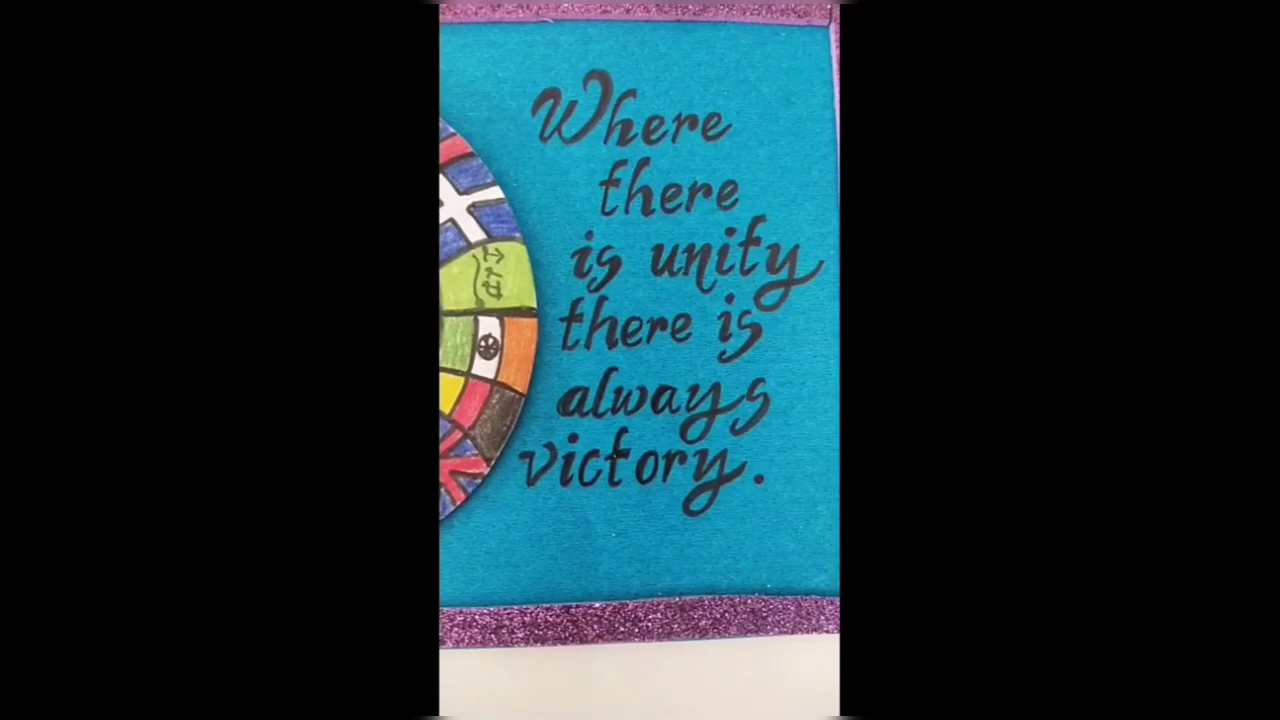 Where
there
is unity
there is
always
victory.